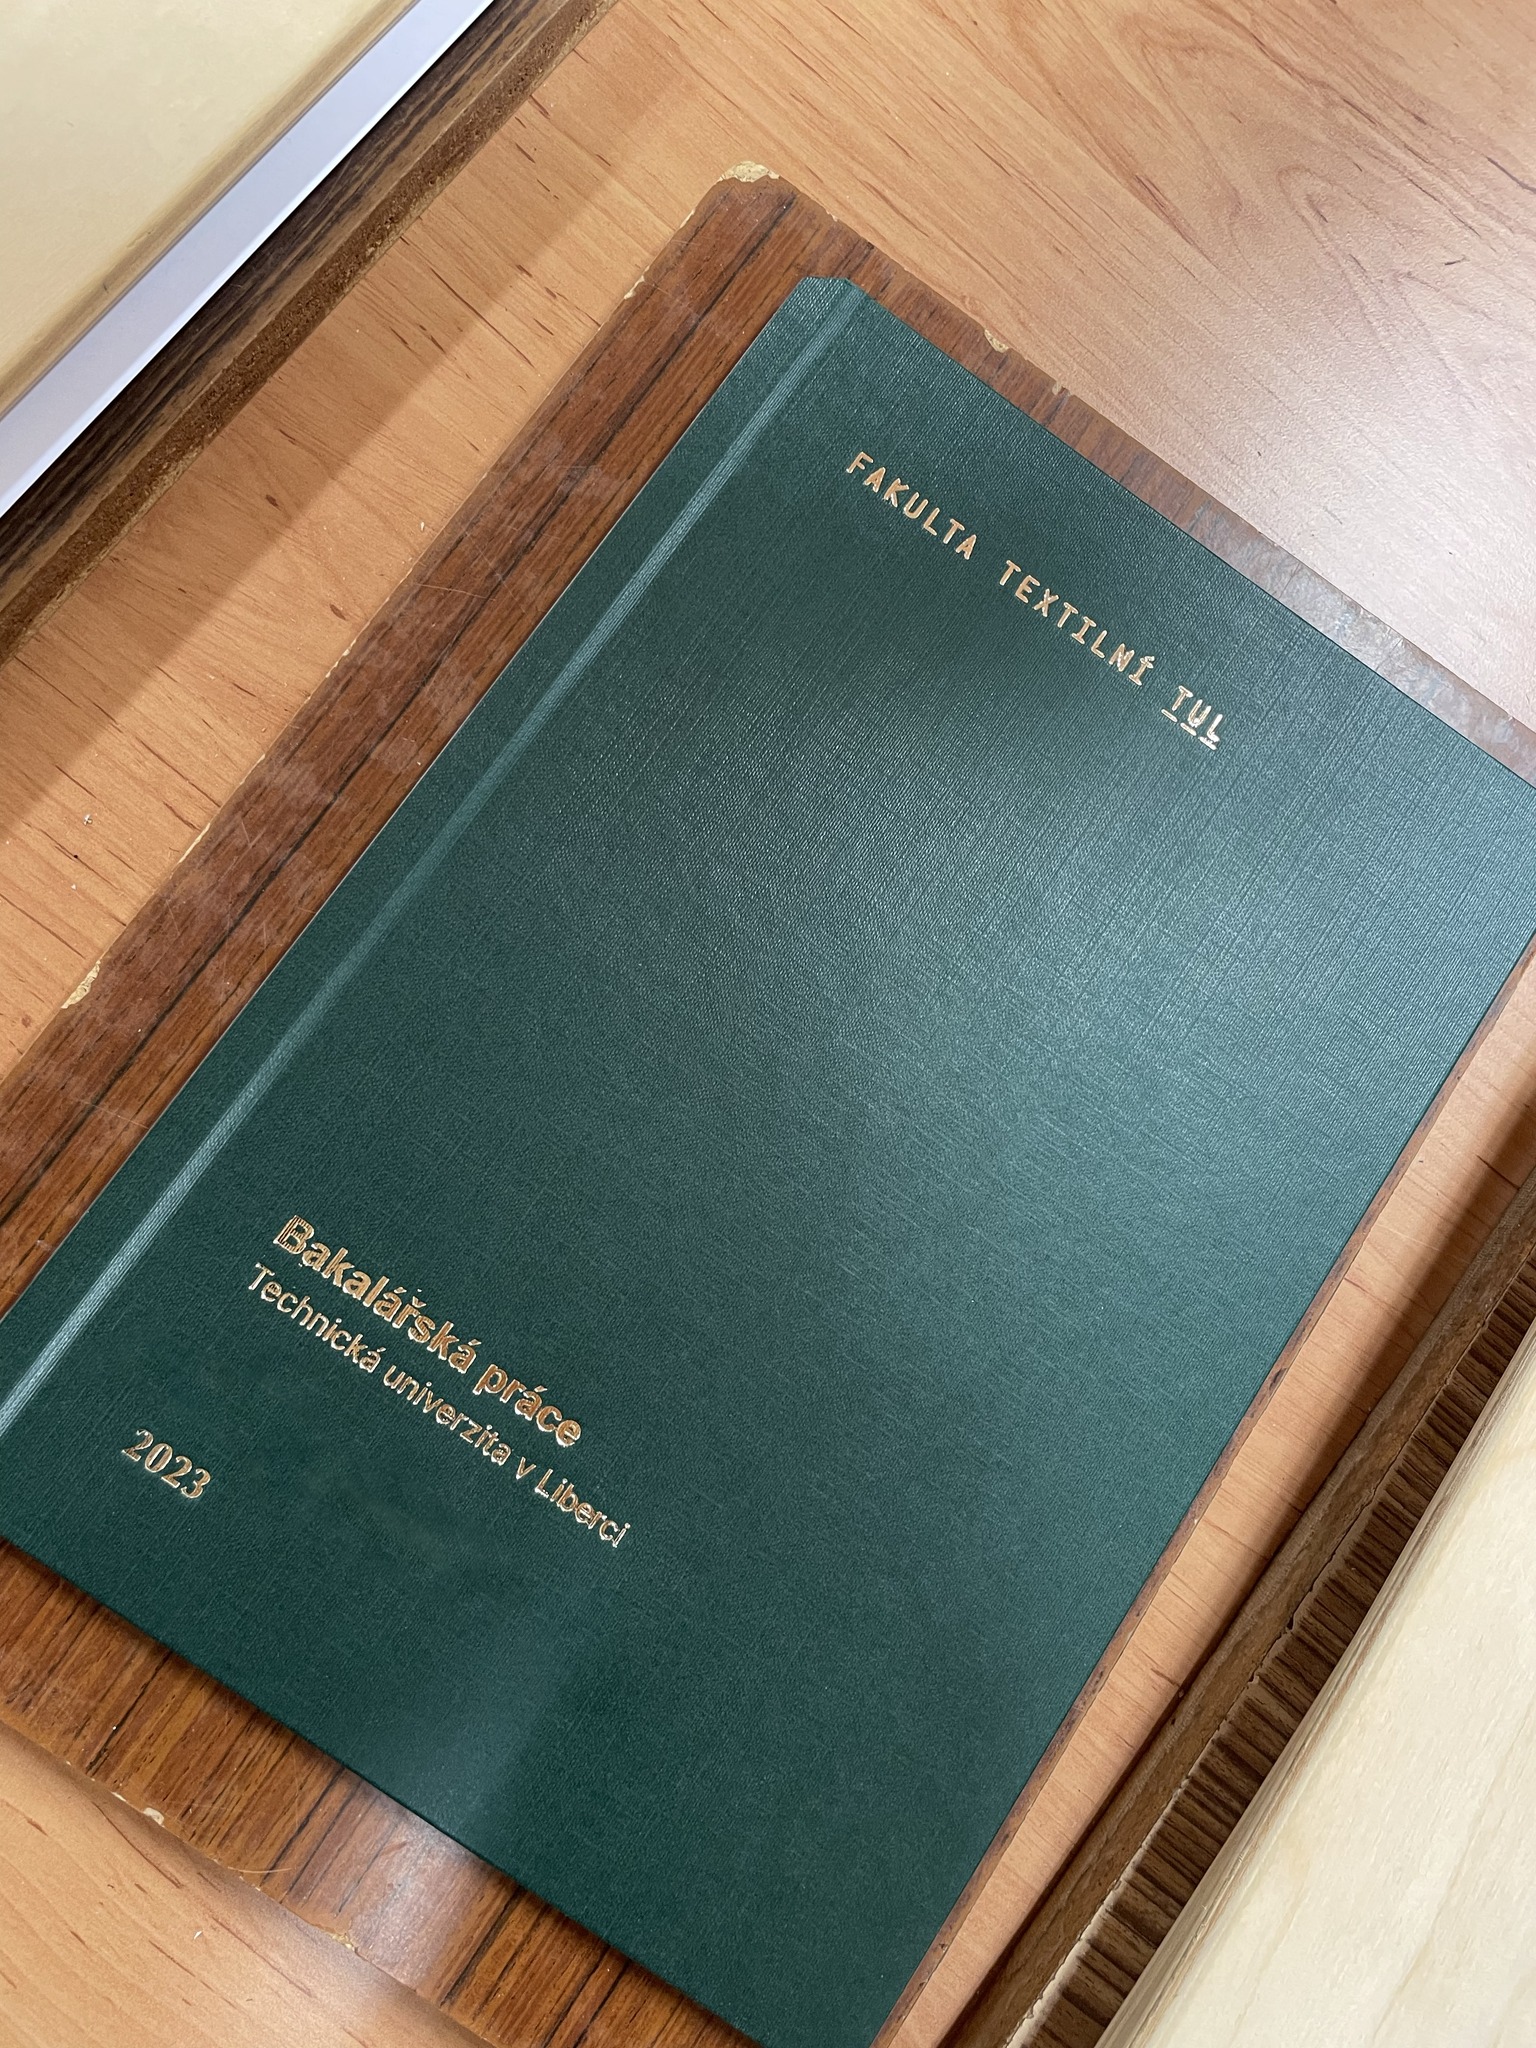 FAKULTA TEXTILNÍ TUL
Bakalářská práce
Technická univerzita v Liberci
2023